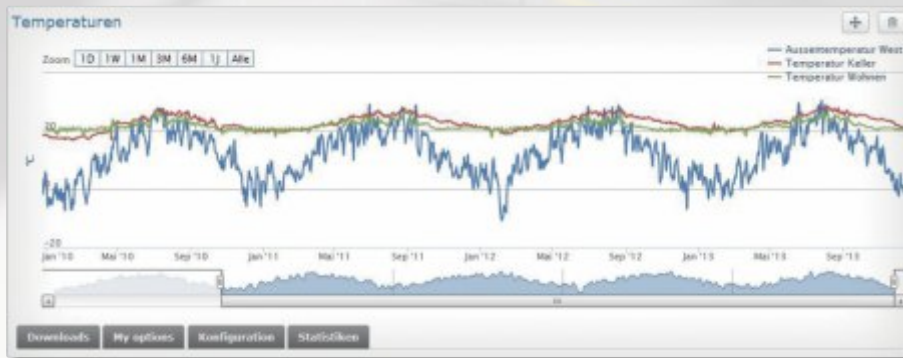 Temperaturen
Zoom 1D 1W 1M 3M 6M 1J Alle
Aussentemperatur West
Temperatur Keller
Temperatur Wohnen
20
°C
-20
Jan '10 Mai '10 Sep '10 Jan '11 Mai '11 Sep '11 Jan '12 Mai '12 Sep '12 Jan '13 Mai '13 Sep '13
Downloads My options Konfiguration Statistiken